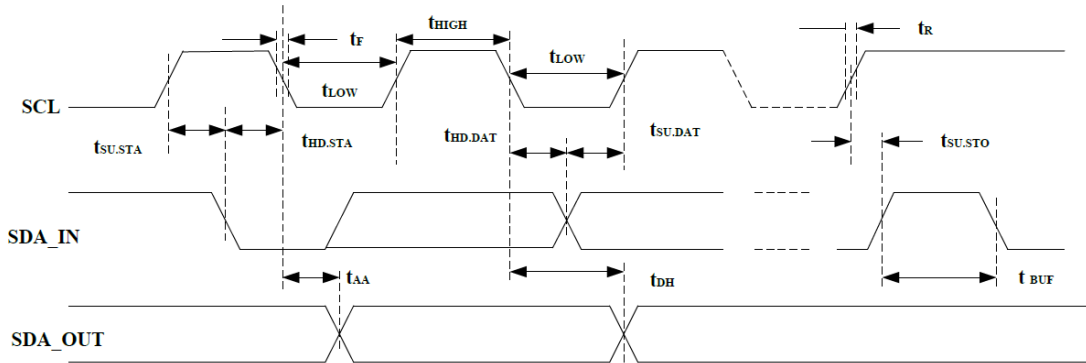 tF
tHIGH
tR
tLOW
tLOW
SCL
tSU.STA
tHD.STA
tHD.DAT
tSU.DAT
tSU.STO
SDA_IN
tAA
tDH
t BUF
SDA_OUT